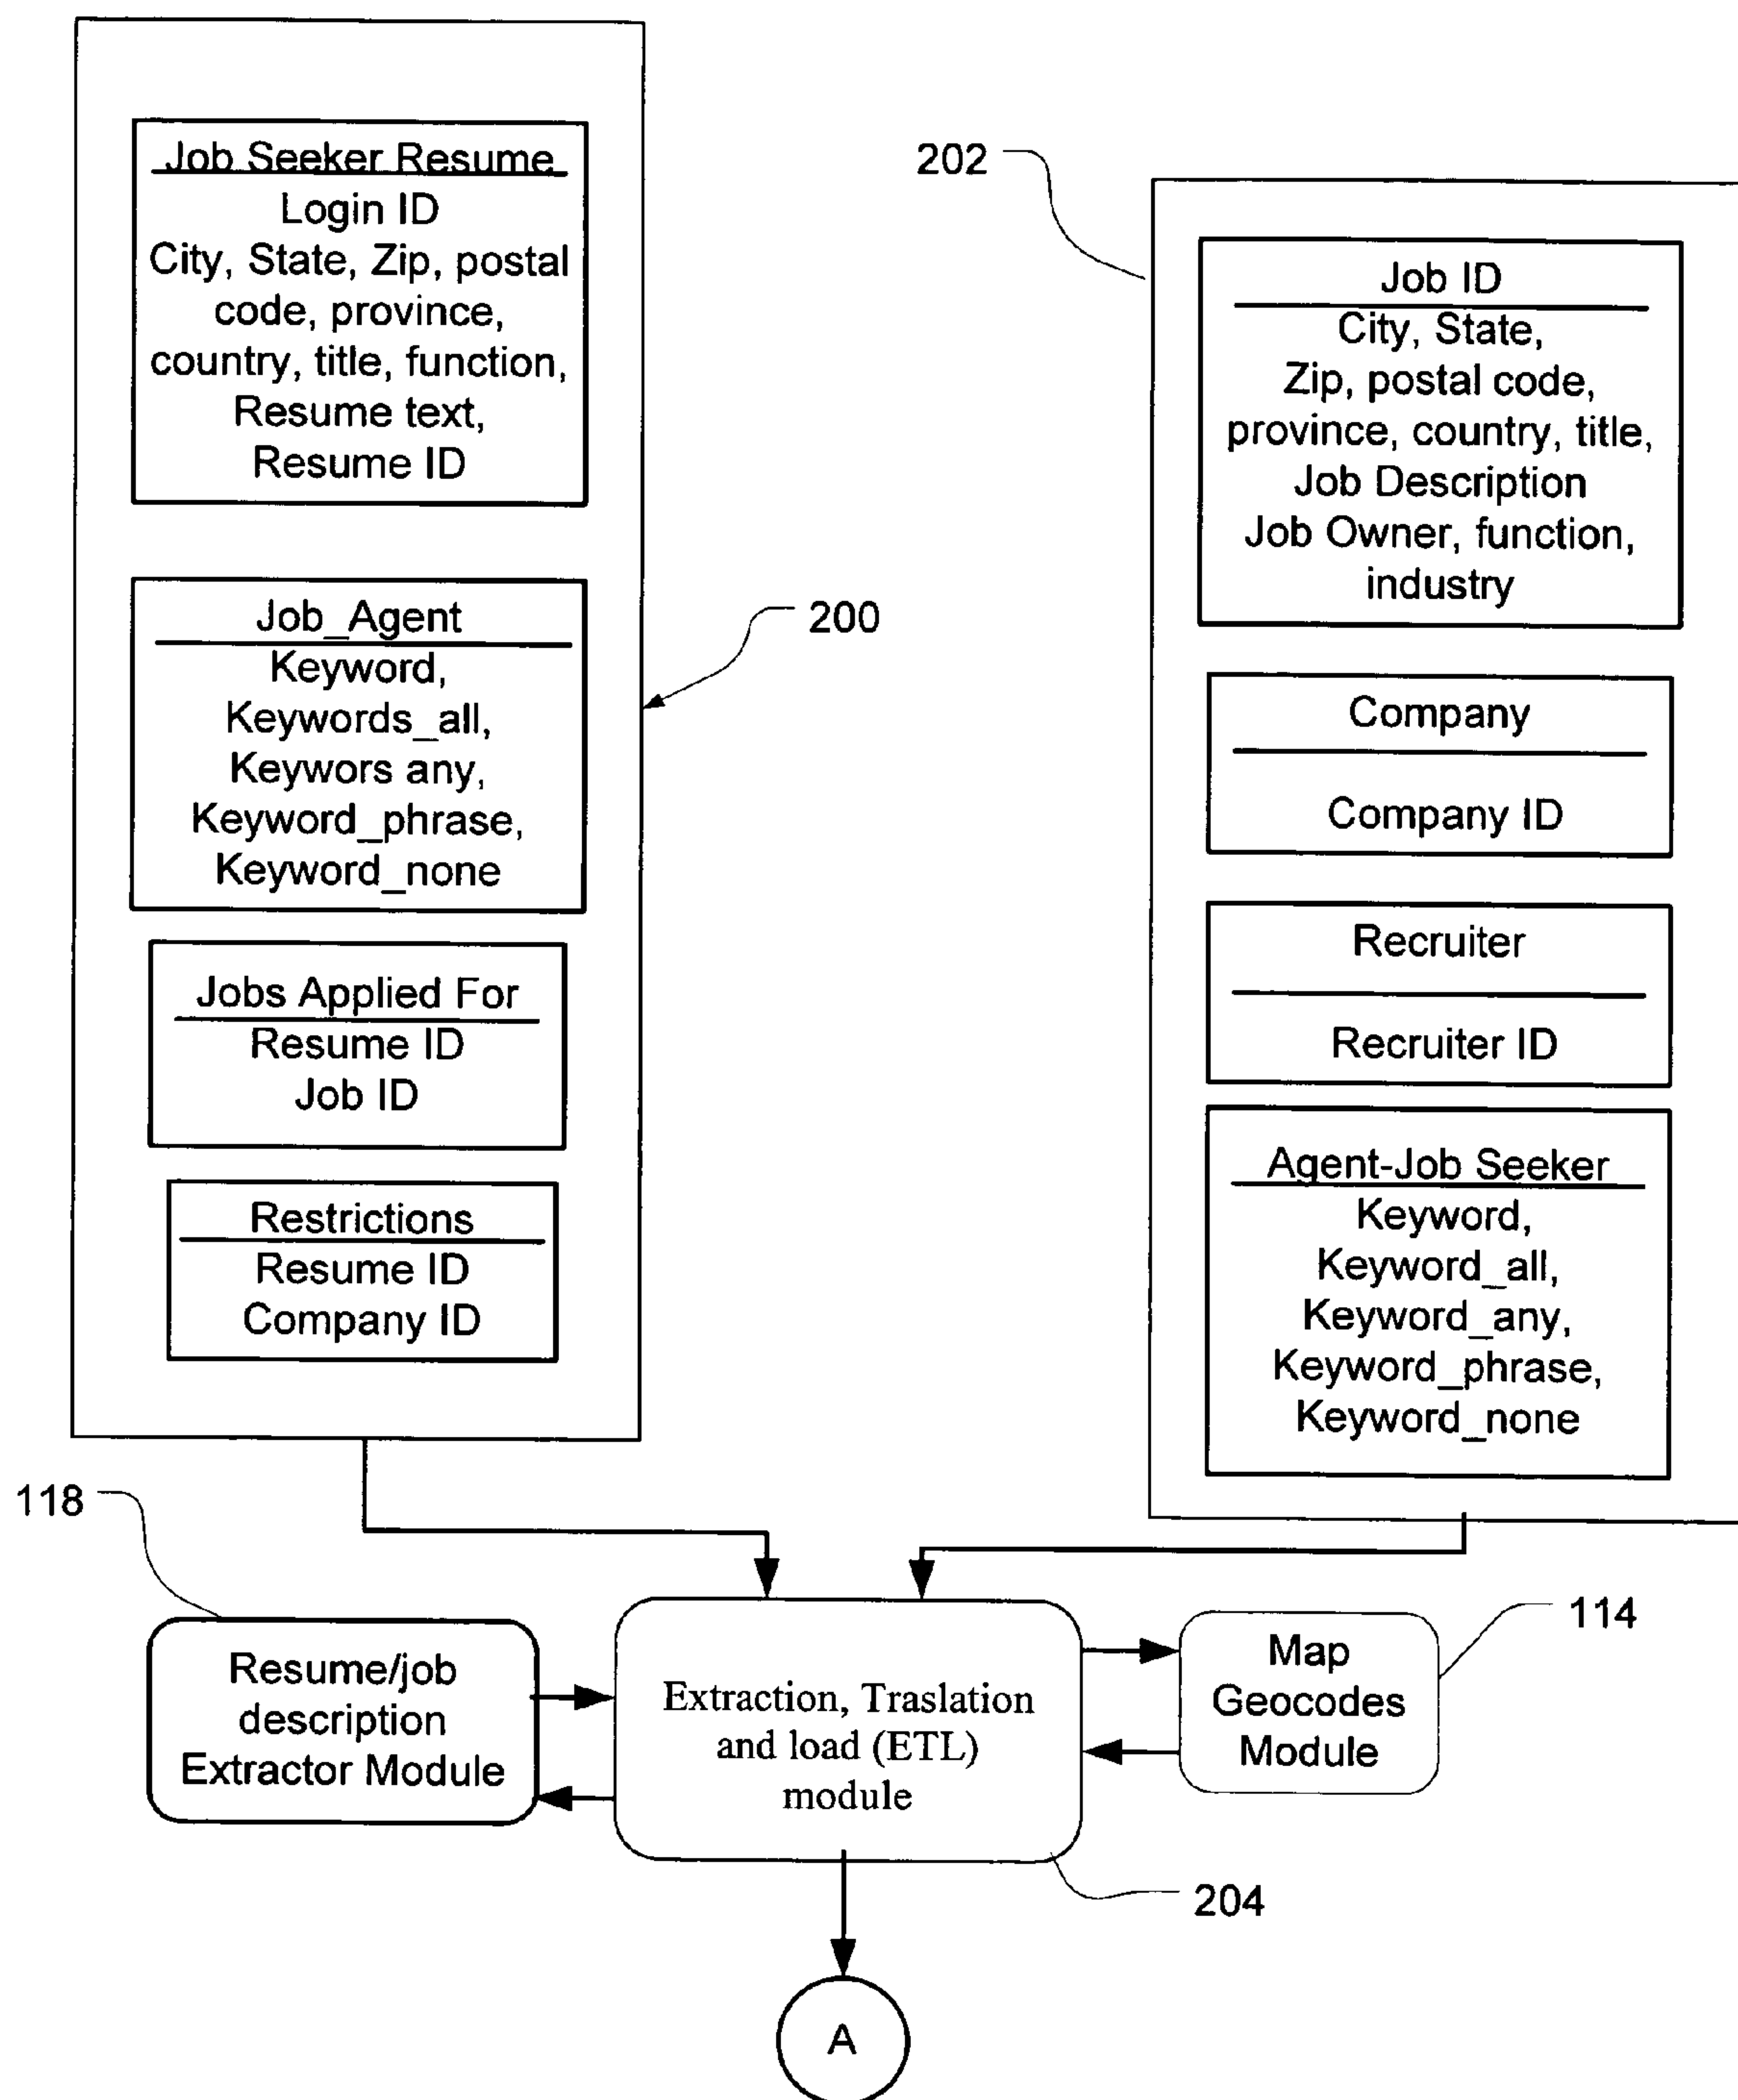 Job Seeker Resume
Login ID
City, State, Zip, postal
code, province,
country, title, function,
Resume text,
Resume ID
Job_Agent
Keyword,
Keywords_all,
Keywors any,
Keyword_phrase,
Keyword_none
Jobs Applied For
Resume ID
Job ID
Restrictions
Resume ID
Company ID
200
202
Job ID
City, State,
Zip, postal code,
province, country, title,
Job Description
Job Owner, function,
industry
Company
Company ID
Recruiter
Recruiter ID
Agent-Job Seeker
Keyword,
Keyword_all,
Keyword_any,
Keyword_phrase,
Keyword_none
118
Resume/job
description
Extractor Module
Extraction, Traslation
and load (ETL)
module
204
Map
Geocodes
Module
114
A